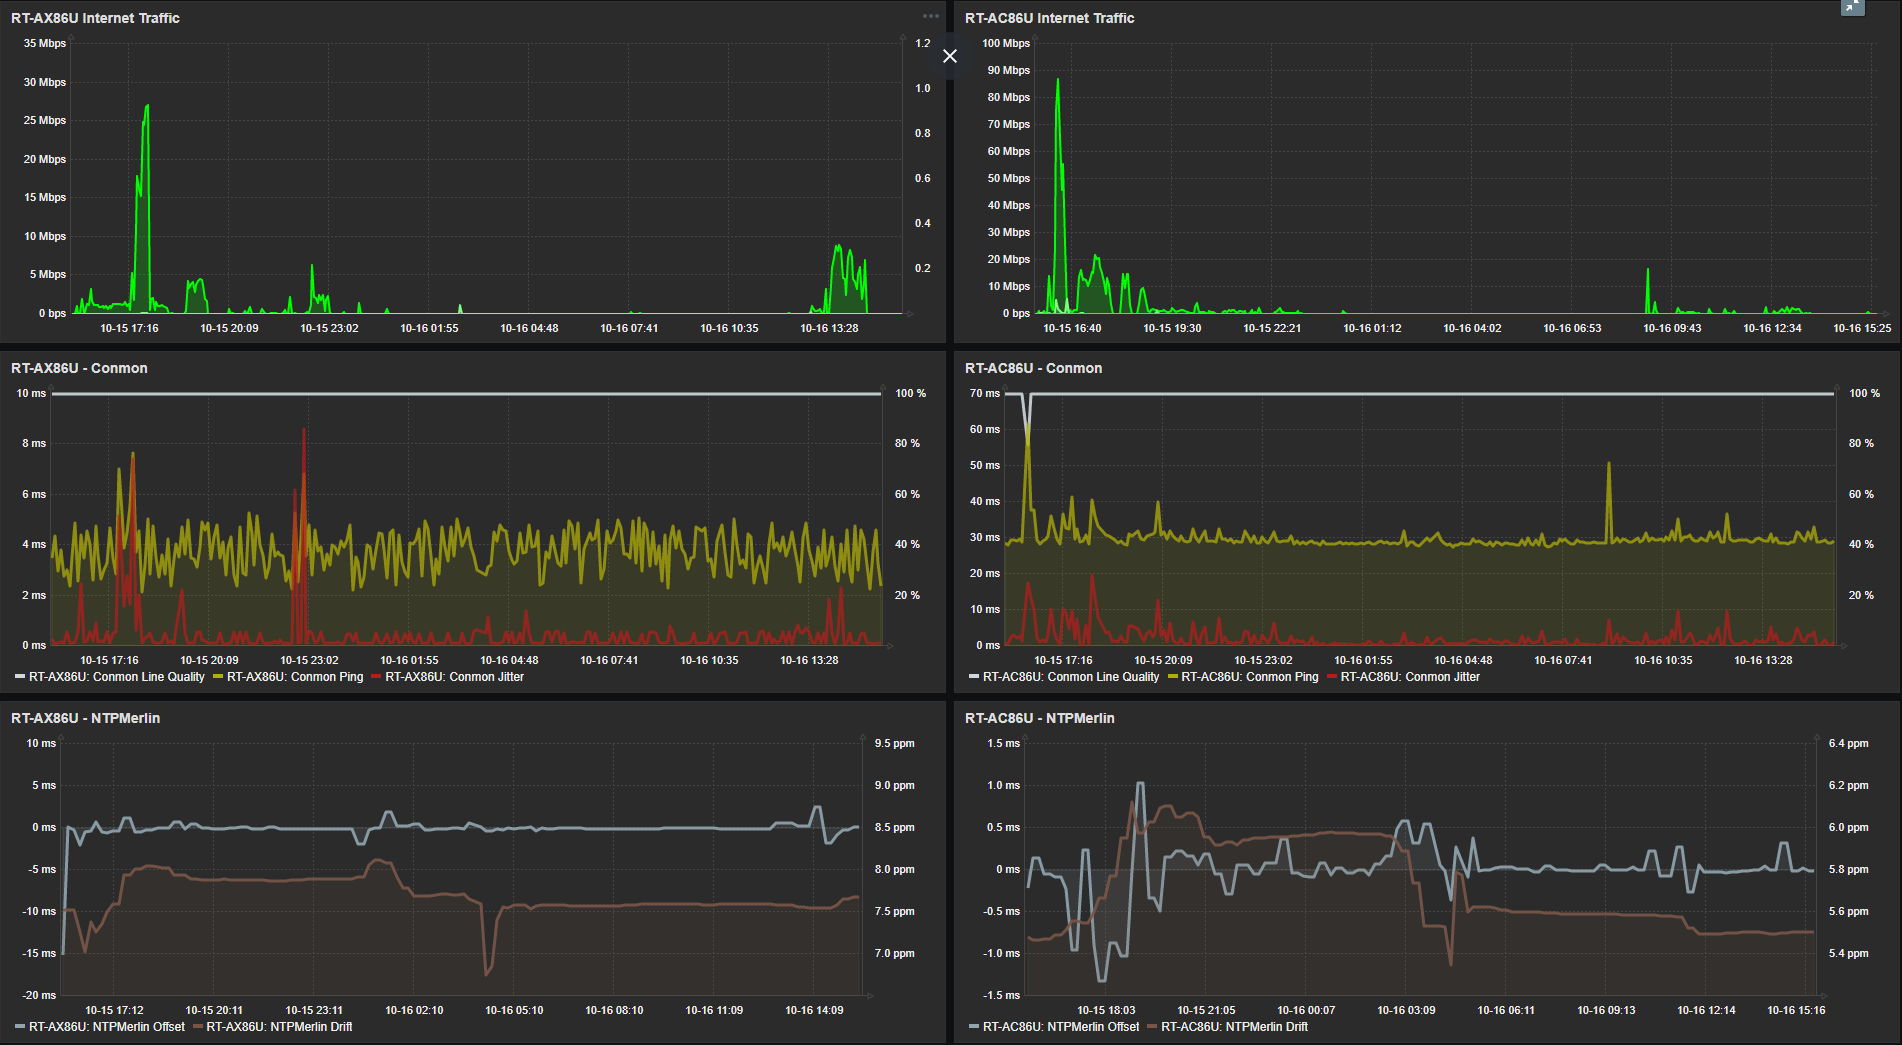 RT-AX86U Internet Traffic
35 Mbps
30 Mbps
25 Mbps
20 Mbps
15 Mbps
10 Mbps
5 Mbps
0 bps
1.2
1.0
0.8
0.6
0.4
0.2
10-15 17:16 10-15 20:09 10-15 23:02 10-16 01:55 10-16 04:48 10-16 07:41 10-16 10:35 10-16 13:28
RT-AC86U Internet Traffic
100 Mbps
90 Mbps
80 Mbps
70 Mbps
60 Mbps
50 Mbps
40 Mbps
30 Mbps
20 Mbps
10 Mbps
0 bps
10-15 16:40 10-15 19:30 10-15 22:21 10-16 01:12 10-16 04:02 10-16 06:53 10-16 09:43 10-16 12:34 10-16 15:25
RT-AX86U - Conmon
10 ms
8 ms
6 ms
4 ms
2 ms
0 ms
100 %
80 %
60 %
40 %
20 %
10-15 17:16 10-15 20:09 10-15 23:02 10-16 01:55 10-16 04:48 10-16 07:41 10-16 10:35 10-16 13:28
RT-AX86U: Conmon Line Quality RT-AX86U: Conmon Ping RT-AX86U: Conmon Jitter
RT-AC86U - Conmon
70 ms
60 ms
50 ms
40 ms
30 ms
20 ms
10 ms
0 ms
100 %
80 %
60 %
40 %
20 %
10-15 17:16 10-15 20:09 10-15 23:02 10-16 01:55 10-16 04:48 10-16 07:41 10-16 10:35 10-16 13:28
RT-AC86U: Conmon Line Quality RT-AC86U: Conmon Ping RT-AC86U: Conmon Jitter
RT-AX86U - NTPMerlin
10 ms
5 ms
0 ms
-5 ms
-10 ms
-15 ms
-20 ms
9.5 ppm
9.0 ppm
8.5 ppm
8.0 ppm
7.5 ppm
7.0 ppm
10-15 17:12 10-15 20:11 10-15 23:11 10-16 02:10 10-16 05:10 10-16 08:10 10-16 11:09 10-16 14:09
RT-AX86U: NTPMerlin Offset RT-AX86U: NTPMerlin Drift
RT-AC86U - NTPMerlin
1.5 ms
1.0 ms
0.5 ms
0 ms
-0.5 ms
-1.0 ms
-1.5 ms
6.4 ppm
6.2 ppm
6.0 ppm
5.8 ppm
5.6 ppm
5.4 ppm
10-15 18:03 10-15 21:05 10-16 00:07 10-16 03:09 10-16 06:11 10-16 09:13 10-16 12:14 10-16 15:16
RT-AC86U: NTPMerlin Offset RT-AC86U: NTPMerlin Drift